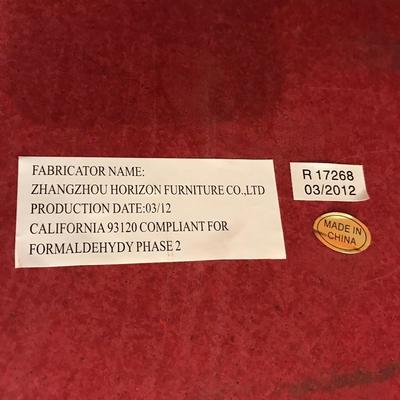 FABRICATOR NAME:
ZHANGZHOU HORIZON FURNITURE CO.,LTD
PRODUCTION DATE:03/12
CALIFORNIA 93120 COMPLIANT FOR
FORMALDEHYDY PHASE 2
R 17268
03/2012
MADE IN
CHINA